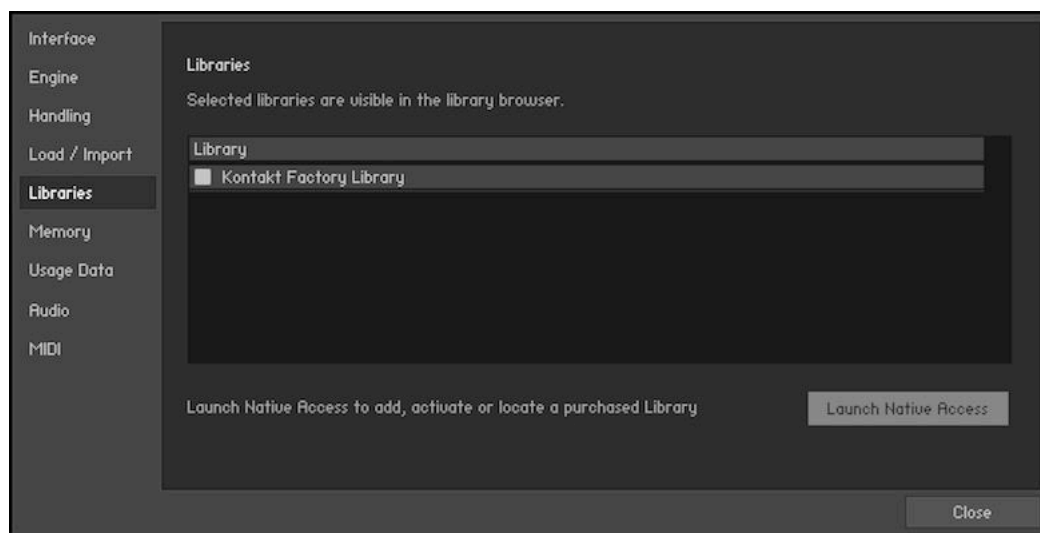 Interface
Engine
Handling
Load / Import
Libraries
Memory
Usage Data
Audio
MIDI
Libraries
Selected libraries are visible in the library browser.
Library
Kontakt Factory Library
Launch Native Access to add, activate or locate a purchased Library
Launch Native Access
Close